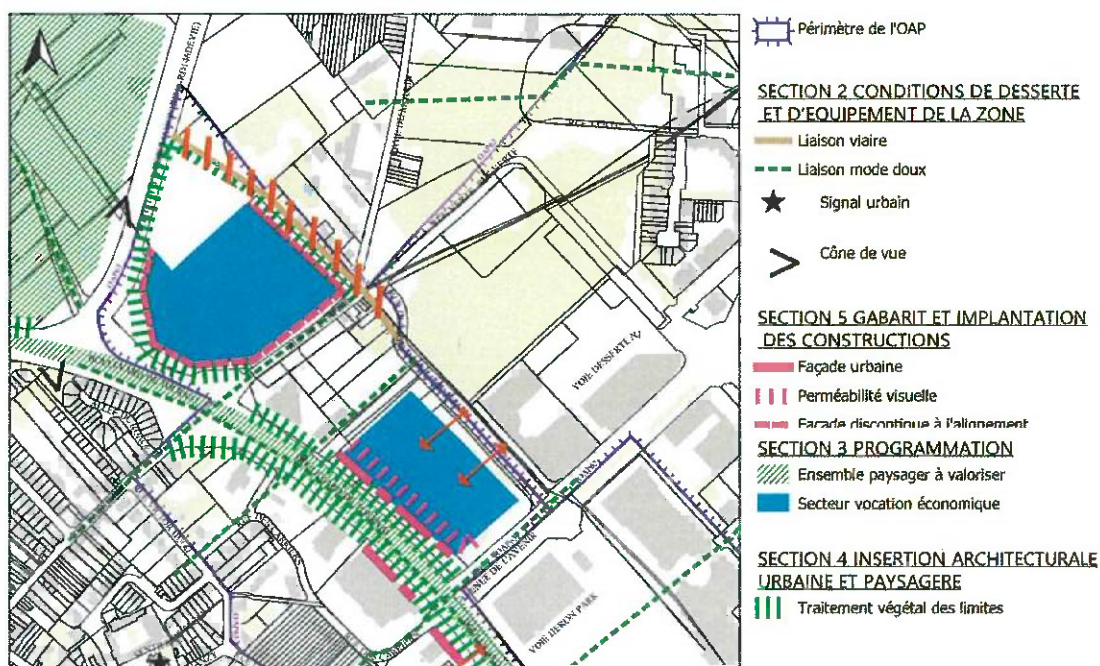 Périmètre de l'OAP
SECTION 2 CONDITIONS DE DESSERTE
ET D'EQUIPEMENT DE LA ZONE
Liaison viaire
Liaison mode doux
Signal urbain
Cône de vue
SECTION 5 GABARIT ET IMPLANTATION
DES CONSTRUCTIONS
Façade urbaine
Perméabilité visuelle
Façade discontinue à l'alignement
SECTION 3 PROGRAMMATION
Ensemble paysager à valoriser
Secteur vocation économique
SECTION 4 INSERTION ARCHITECTURALE
URBAINE ET PAYSAGERE
Traitement végétal des limites
VOIE DESSERTE
VOIE HERON PARK
DE L'AVENIR
VERTE